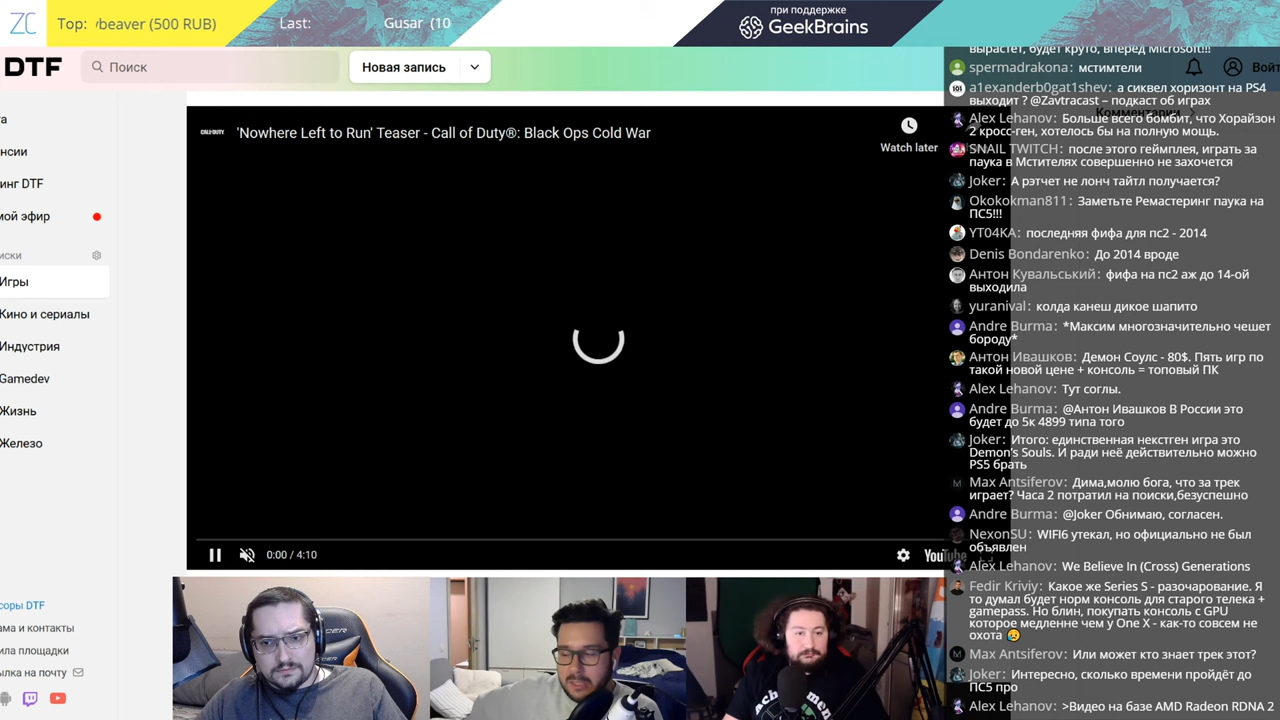 ZC
Top:
beaver (500 RUB)
Last:
Gusar (10
при поддержке
GeekBrains
DTF
Поиск
Новая запись
Войт
инг DTF
мой эфир
Игры
Кино и сериалы
Индустрия
Gamedev
Жизнь
Железо
соры DTF
ама и контакты
ила площадки
ылка на почту
CALL OF DUTY
'Nowhere Left to Run' Teaser - Call of Duty®: Black Ops Cold War
Watch later
0:00 / 4:10
YouTube
вырастет, будет круто, вперед Microsoft!!!
spermadrakona: мстимтели
a1exanderb0gat1shev: а сиквел хоризонт на PS4
выходит ? @Zavtracast – подкаст об играх
Комментарии
Alex Lehanov: Больше всего бомбит, что Хорайзон
2 кросс-ген, хотелось бы на полную мощь.
SNAIL TWITCH: после этого геймплея, играть за
паука в Мстителях совершенно не захочется
Joker: А рэтчет не лонч тайтл получается?
Okokokman811: Заметьте Ремастеринг паука на
ПС5!!!
YT04KA: последняя фифа для пс2 - 2014
Denis Bondarenko: До 2014 вроде
Антон Кувальський: фифа на пс2 аж до 14-ой
выходила
yuranival: колда канеш дикое шапито
Andre Burma: *Максим многозначительно чешет
бороду*
Антон Ивашков: Демон Соулс - 80$. Пять игр по
такой новой цене + консоль = топовый ПК
Alex Lehanov: Тут соглы.
Andre Burma: @Антон Ивашков В России это
будет до 5к 4899 типа того
Joker: Итого: единственная некстген игра это
Demon's Souls. И ради неё действительно можно
PS5 брать
Max Antsiferov: Дима,молю бога, что за трек
играет? Часа 2 потратил на поиски,безуспешно
Andre Burma: @Joker Обнимаю, согласен.
NexonSU: WIFI6 утекал, но официально не был
объявлен
Alex Lehanov: We Believe In (Cross) Generations
Fedir Kriviy: Какое же Series S - разочарование. Я
то думал будет норм консоль для старого телека +
gamepass. Но блин, покупать консоль с GPU
которое медленне чем у One X - как-то совсем не
охота 😥
Max Antsiferov: Или может кто знает трек этот?
Joker: Интересно, сколько времени пройдёт до
ПС5 про
Alex Lehanov: >Видео на базе AMD Radeon RDNA 2